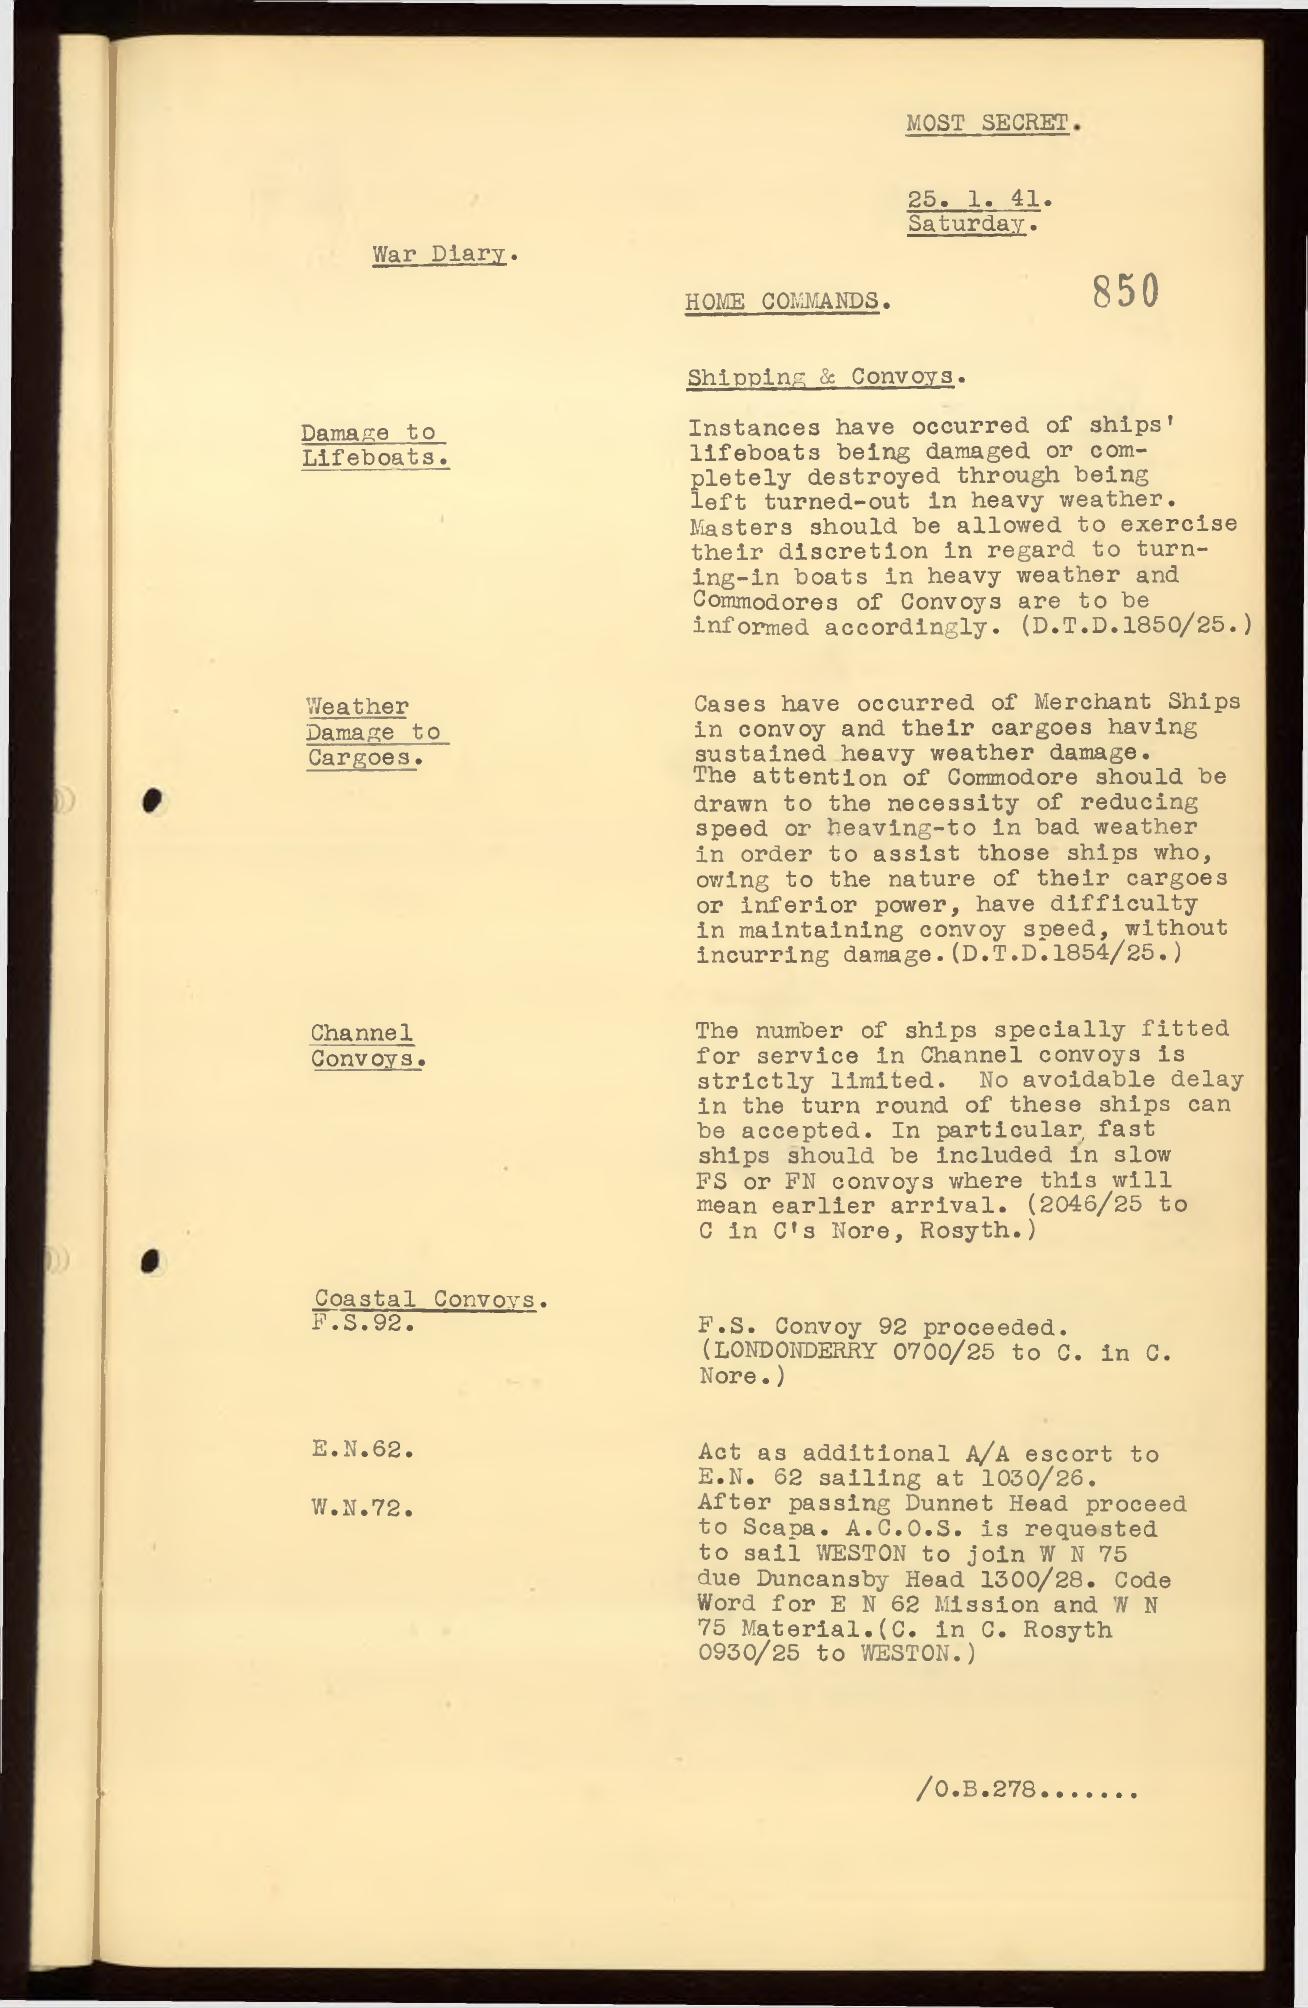 MOST SECRET.
25. 1. 41.
Saturday.
War Diary.
850
HOME COMMANDS.
Shipping & Convoys.
Damage to
Lifeboats.
Instances have occurred of ships'
lifeboats being damaged or com-
pletely destroyed through being
left turned-out in heavy weather.
Masters should be allowed to exercise
their discretion in regard to turn-
ing-in boats in heavy weather and
Commodores of Convoys are to be
informed accordingly. (D.T.D.1850/25.)
Weather
Damage to
Cargoes.
Cases have occurred of Merchant Ships
in convoy and their cargoes having
sustained heavy weather damage.
The attention of Commodore should be
drawn to the necessity of reducing
speed or heaving-to in bad weather
in order to assist those ships who,
owing to the nature of their cargoes
or inferior power, have difficulty
in maintaining convoy speed, without
incurring damage.(D.T.D.1854/25.)
Channel
Convoys.
The number of ships specially fitted
for service in Channel convoys is
strictly limited. No avoidable delay
in the turn round of these ships can
be accepted. In particular, fast
ships should be included in slow
FS or FN convoys where this will
mean earlier arrival. (2046/25 to
C in C's Nore, Rosyth.)
Coastal Convoys.
F.S.92.
F.S. Convoy 92 proceeded.
(LONDONDERRY 0700/25 to C. in C.
Nore.)
E.N.62.
W.N.72.
Act as additional A/A escort to
E.N. 62 sailing at 1030/26.
After passing Dunnet Head proceed
to Scapa. A.C.O.S. is requested
to sail WESTON to join W N 75
due Duncansby Head 1300/28. Code
Word for E N 62 Mission and W N
75 Material.(C. in C. Rosyth
0930/25 to WESTON.)
/O.B.278.......